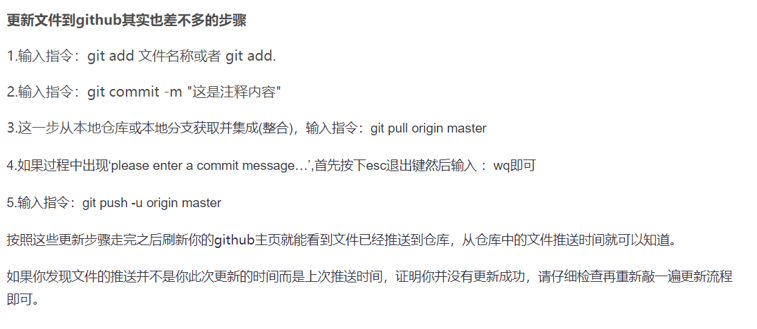 更新文件到github其实也差不多的步骤
1.输入指令：git add 文件名称或者 git add.
2.输入指令：git commit -m "这是注释内容"
3.这一步从本地仓库或本地分支获取并集成(整合)，输入指令：git pull origin master
4.如果过程中出现‘please enter a commit message…’,首先按下esc退出键然后输入 ：wq即可
5.输入指令：git push -u origin master
按照这些更新步骤走完之后刷新你的github主页就能看到文件已经推送到仓库，从仓库中的文件推送时间就可以知道。
如果你发现文件的推送并不是你此次更新的时间而是上次推送时间，证明你并没有更新成功，请仔细检查再重新敲一遍更新流程
即可。